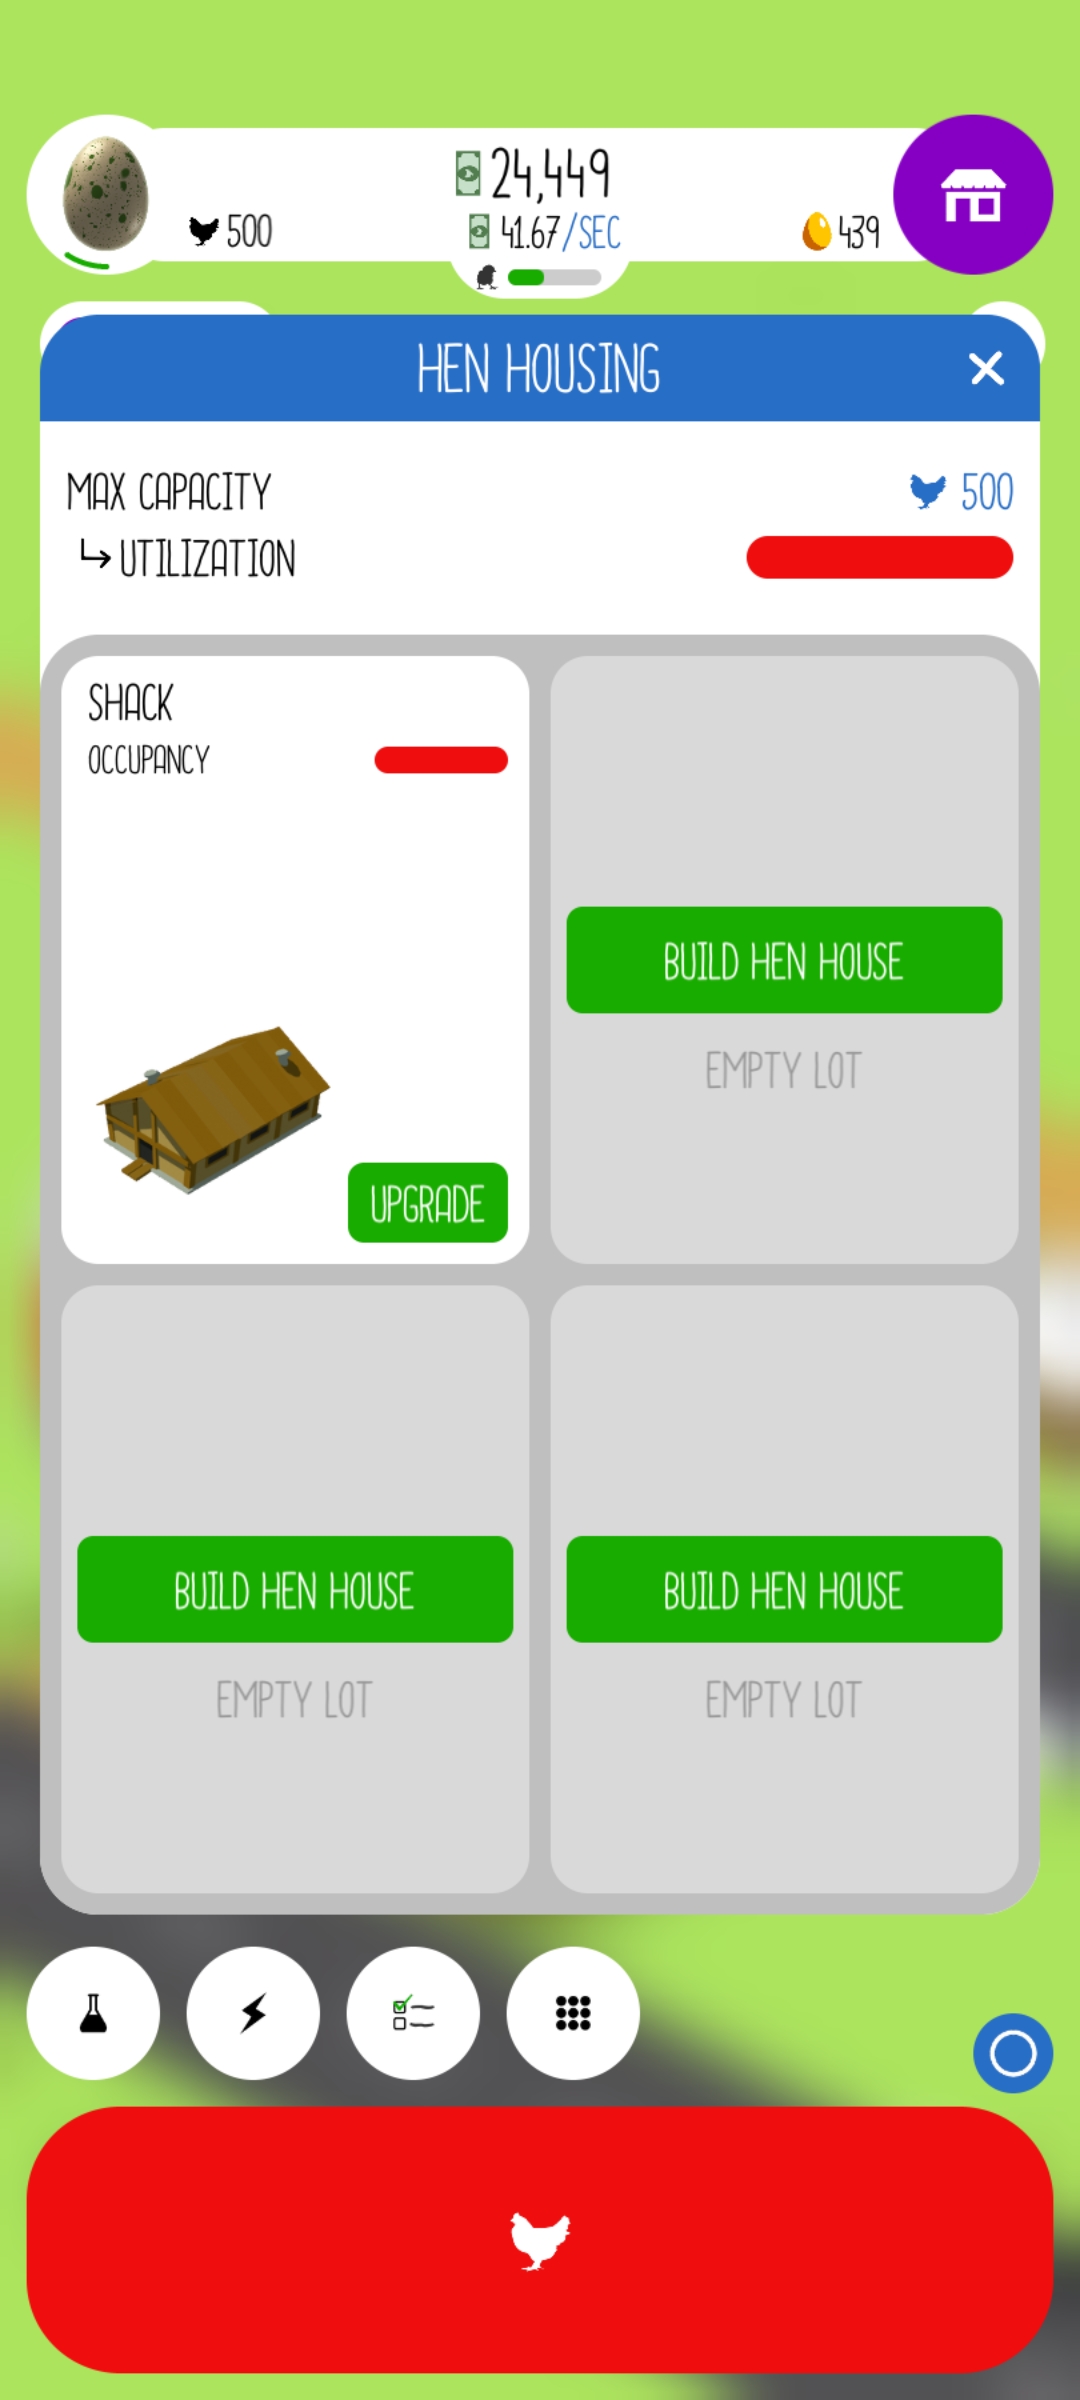 24,449
500
41.67/SEC
439
HEN HOUSING
MAX CAPACITY
500
UTILIZATION
SHACK
OCCUPANCY
UPGRADE
BUILD HEN HOUSE
EMPTY LOT
BUILD HEN HOUSE
EMPTY LOT
BUILD HEN HOUSE
EMPTY LOT